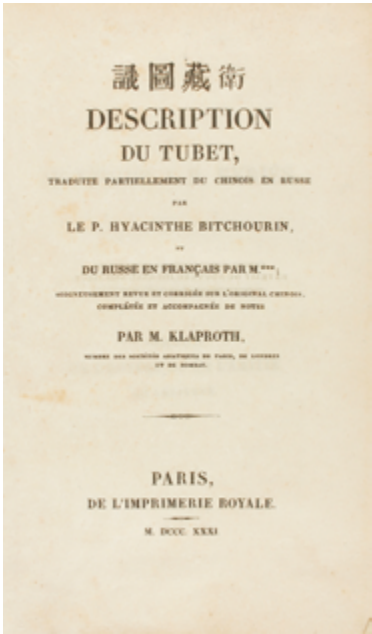 識圖藏衛
DESCRIPTION
DU TUBET,
TRADUITE PARTIELLEMENT DU CHINOIS EN RUSSE
PAR
LE P. HYACINTHE BITCHOURIN,
ET
DU RUSSE EN FRANÇAIS PAR M.***;
SOIGNEUSEMENT REVUE ET CORRIGÉE SUR L'ORIGINAL CHINOIS,
COMPLÉTÉE ET ACCOMPAGNÉE DE NOTES
PAR M. KLAPROTH,
MEMBRE DES SOCIÉTÉS ASIATIQUES DE PARIS, DE LONDRES
ET DE BOMBAY.
PARIS,
DE L'IMPRIMERIE ROYALE.
M. DCCC. XXXI